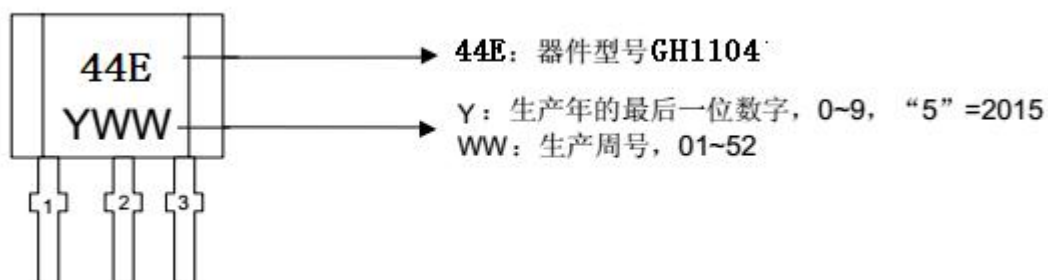 44E
YWW
44E：器件型号GH1104
Y：生产年的最后一位数字，0~9，“5”=2015
WW：生产周号，01~52
1 2 3